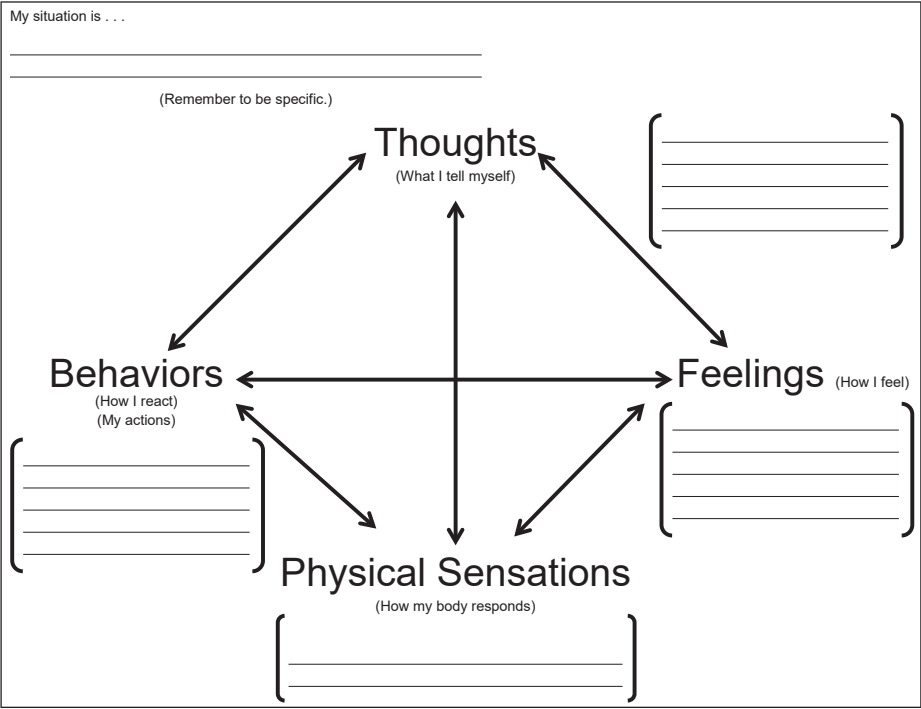 My situation is . . .
(Remember to be specific.)
Thoughts
(What I tell myself)
Behaviors
(How I react)
(My actions)
Feelings (How I feel)
Physical Sensations
(How my body responds)